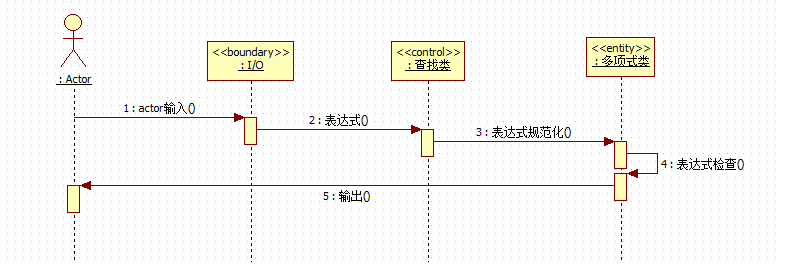 <<boundary>>
: I/O
<<control>>
: 查找类
<<entity>>
: 多项式类
: Actor
1 : actor输入()
2 : 表达式()
3 : 表达式规范化()
4 : 表达式检查()
5 : 输出()